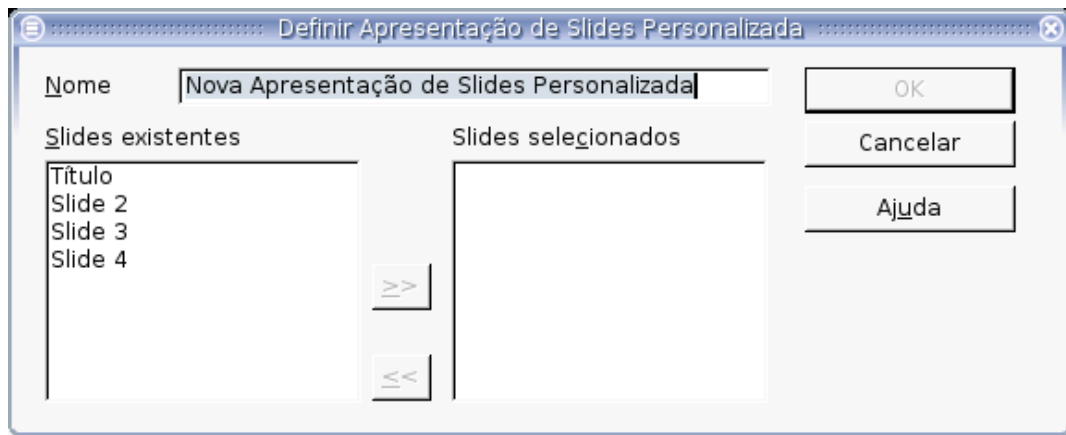 Definir Apresentação de Slides Personalizada
Nome
Nova Apresentação de Slides Personalizada
OK
Slides existentes
Slides selecionados
Cancelar
Título
Slide 2
Slide 3
Slide 4
Ajuda
>>
<<